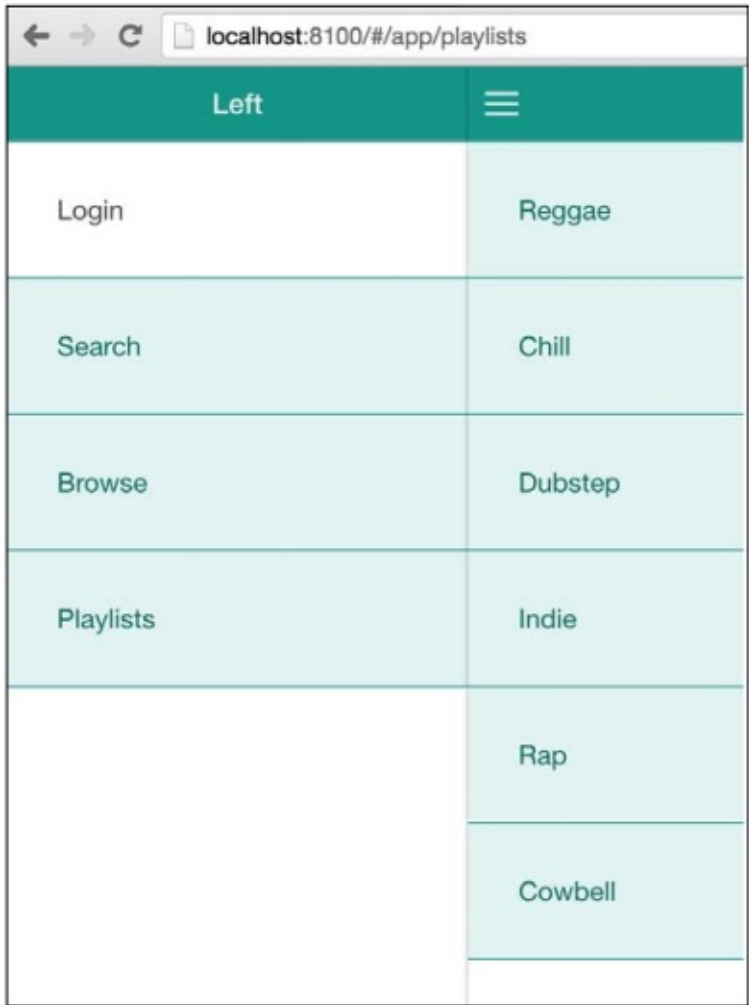 localhost:8100/#/app/playlists
Left
Login
Search
Browse
Playlists
Reggae
Chill
Dubstep
Indie
Rap
Cowbell